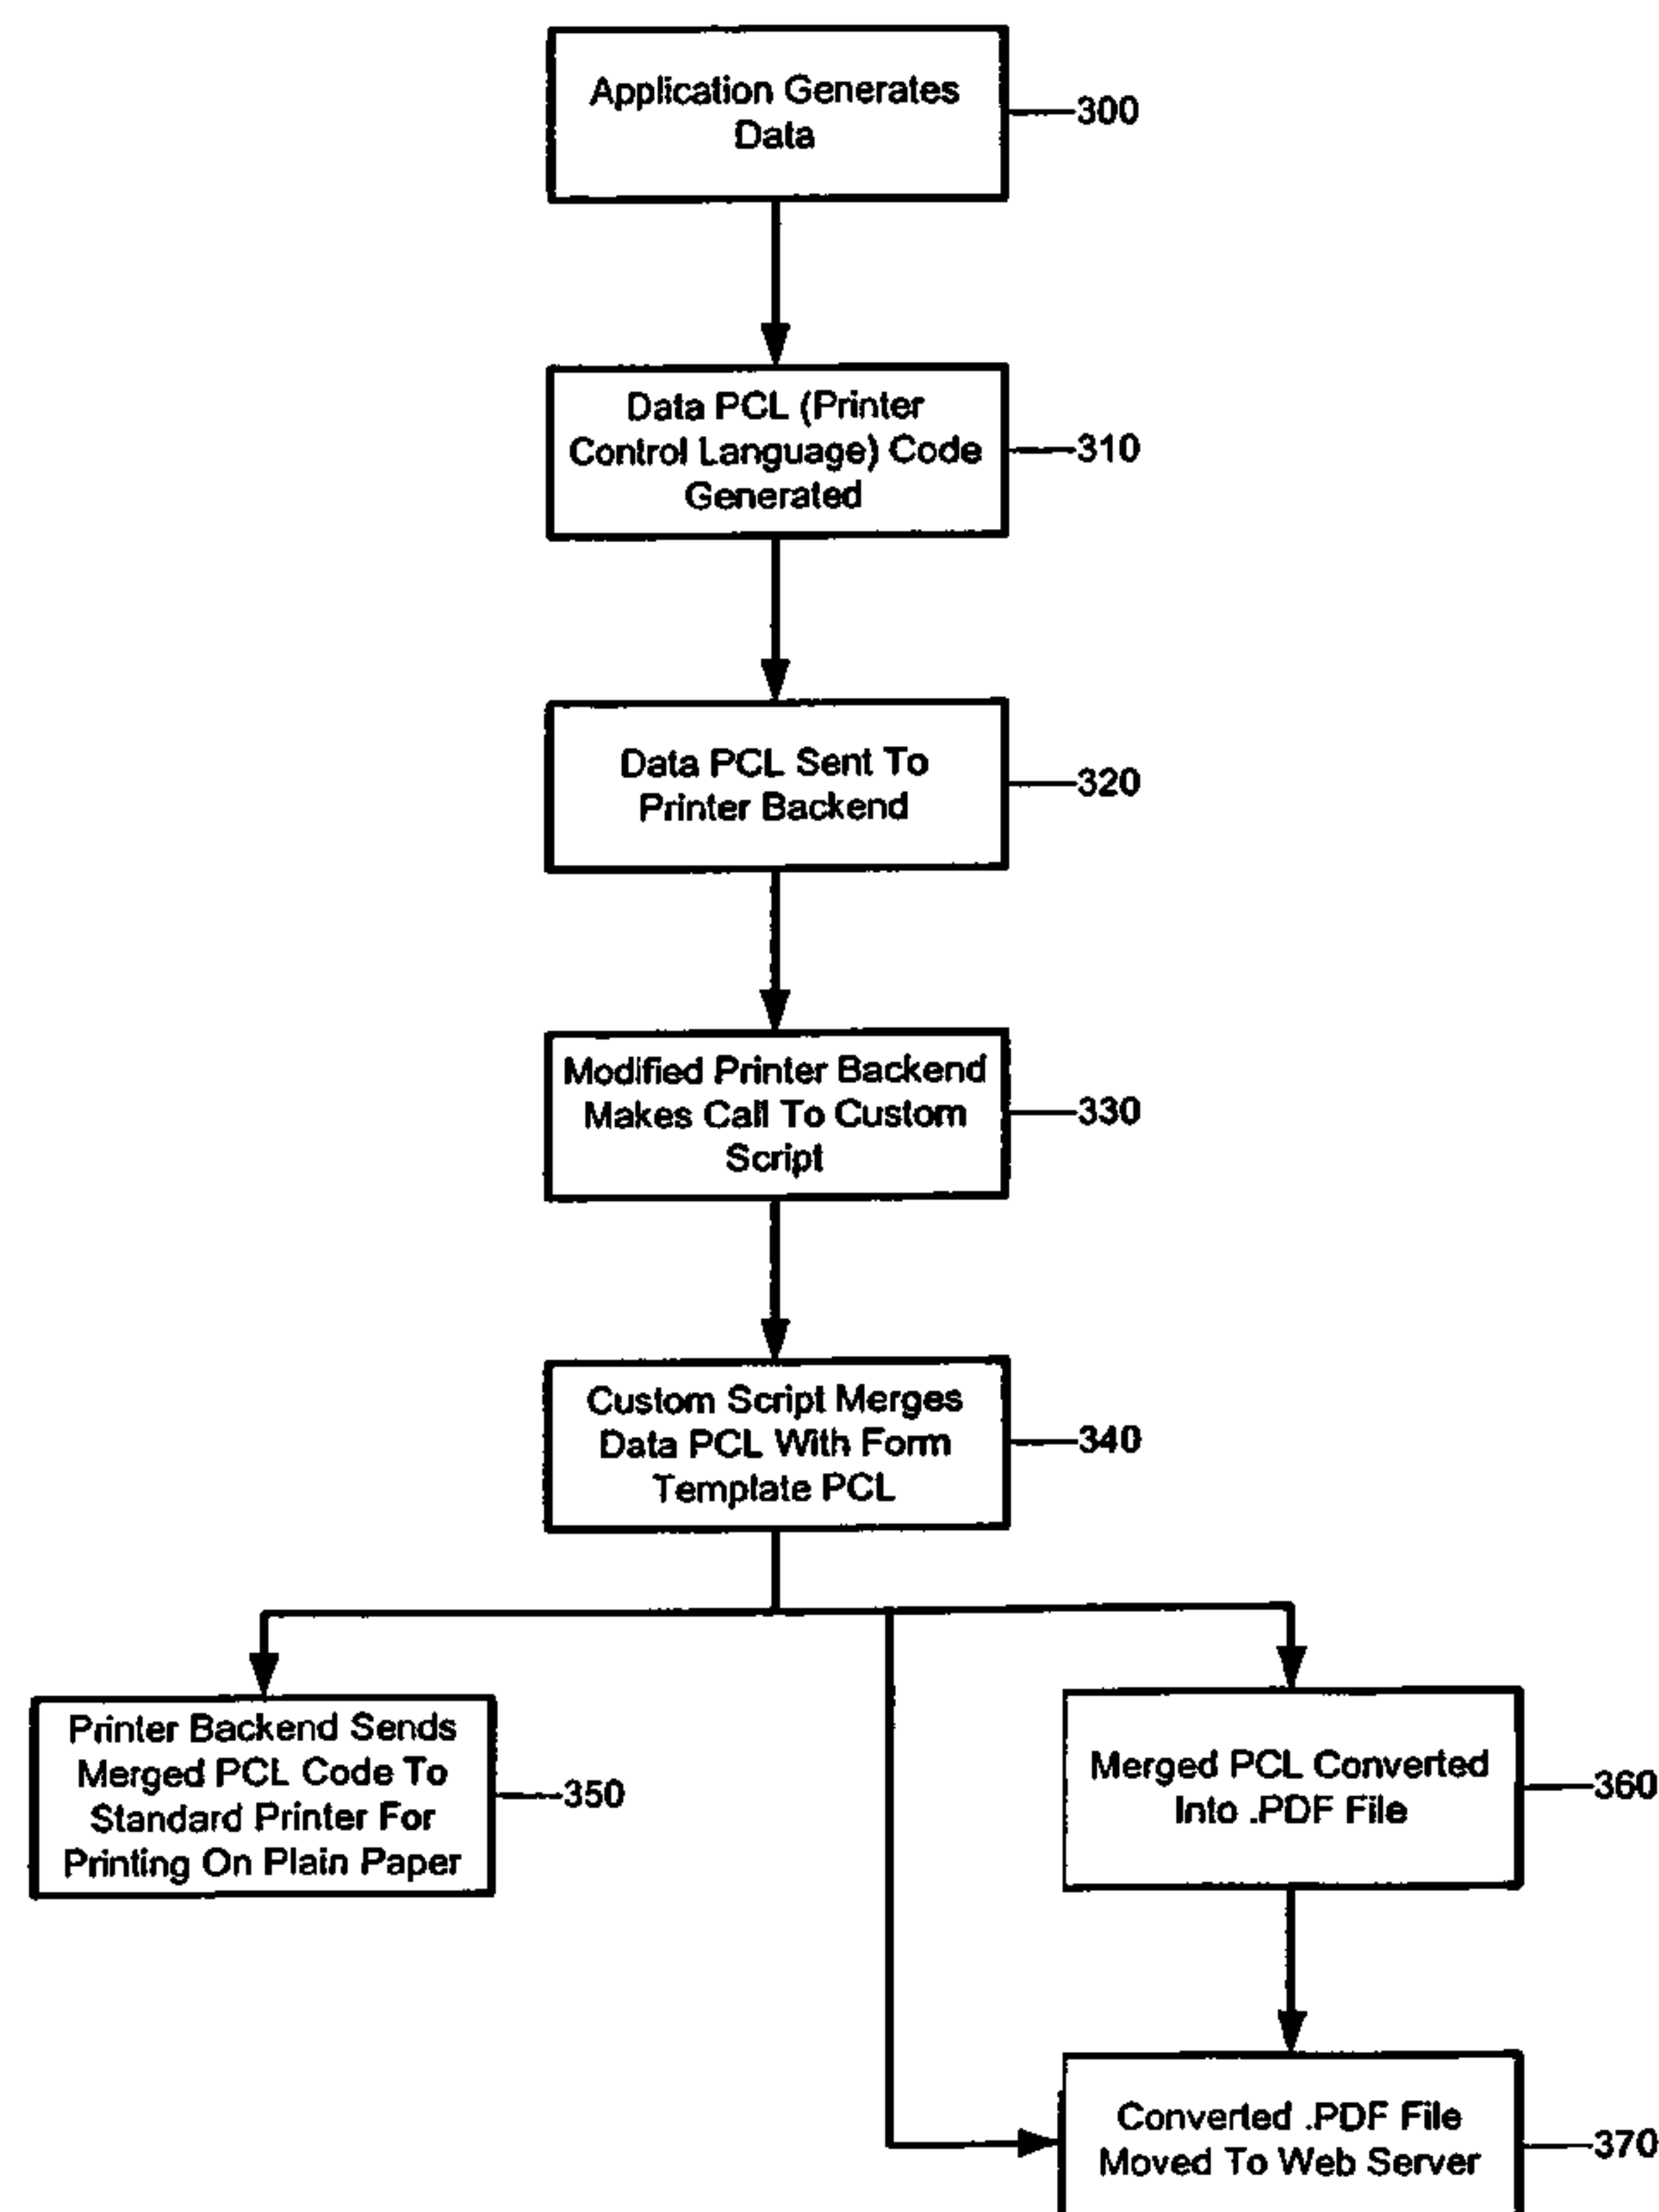 Application Generates
Data
300
Data PCL (Printer
Control Language) Code
Generated
310
Data PCL Sent To
Printer Backend
320
Modified Printer Backend
Makes Call To Custom
Script
330
Custom Script Merges
Data PCL With Form
Template PCL
340
Printer Backend Sends
Merged PCL Code To
Standard Printer For
Printing On Plain Paper
350
Merged PCL Converted
Into .PDF File
360
Converted .PDF File
Moved To Web Server
370